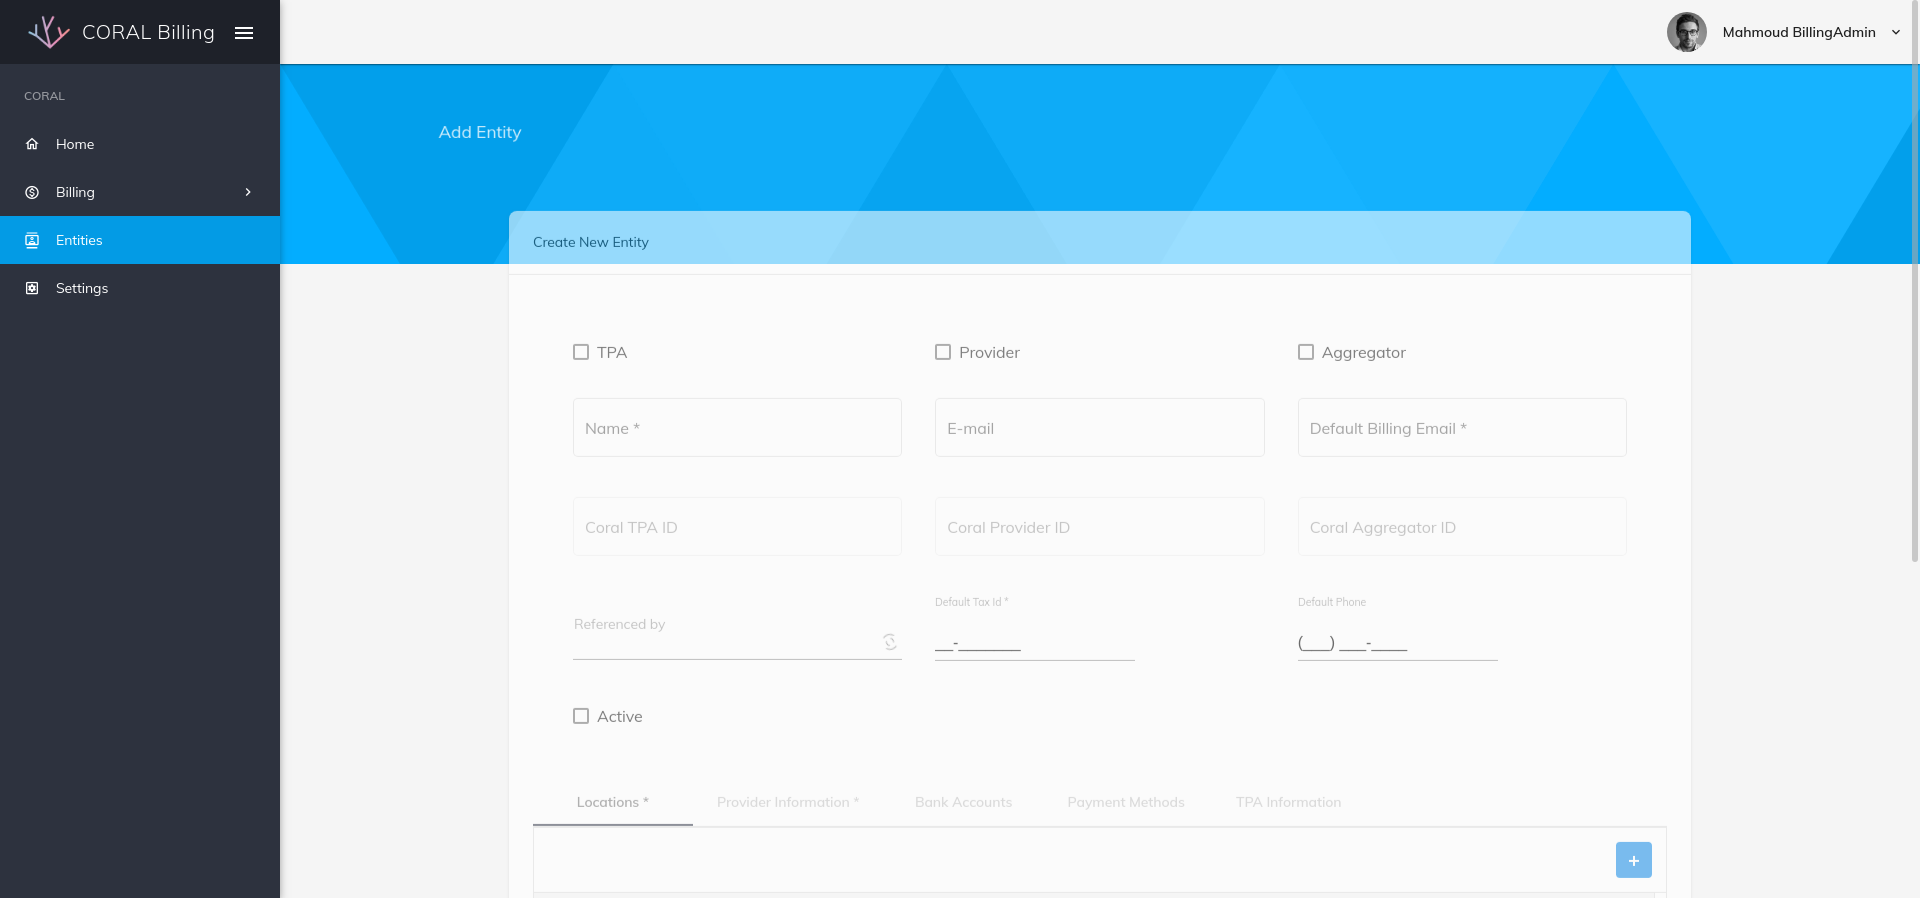 CORAL Billing
Mahmoud BillingAdmin
CORAL
Home
Billing
Entities
Settings
Add Entity
Create New Entity
TPA
Provider
Aggregator
Name *
E-mail
Default Billing Email *
Coral TPA ID
Coral Provider ID
Coral Aggregator ID
Referenced by
Default Tax Id *
__-_______
Default Phone
(___) ___-____
Active
Locations *
Provider Information *
Bank Accounts
Payment Methods
TPA Information
+